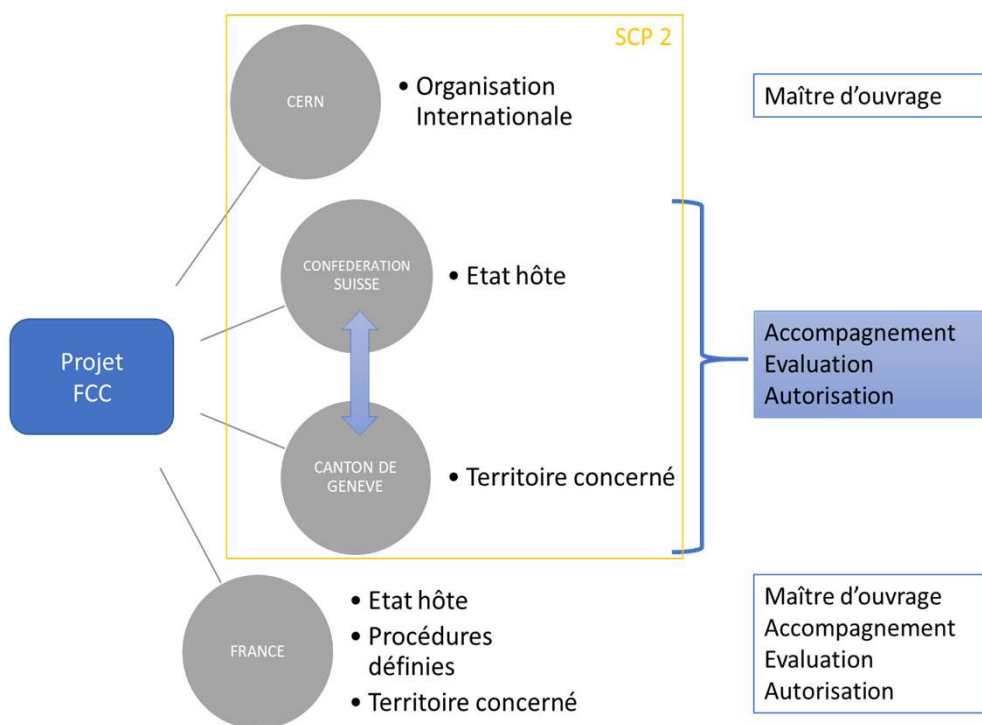 SCP 2
CERN
• Organisation
Internationale
Maître d’ouvrage
CONFEDERATION
SUISSE
• Etat hôte
Projet
FCC
Accompagnement
Evaluation
Autorisation
CANTON DE
GENEVE
• Territoire concerné
FRANCE
• Etat hôte
• Procédures
définies
• Territoire concerné
Maître d’ouvrage
Accompagnement
Evaluation
Autorisation